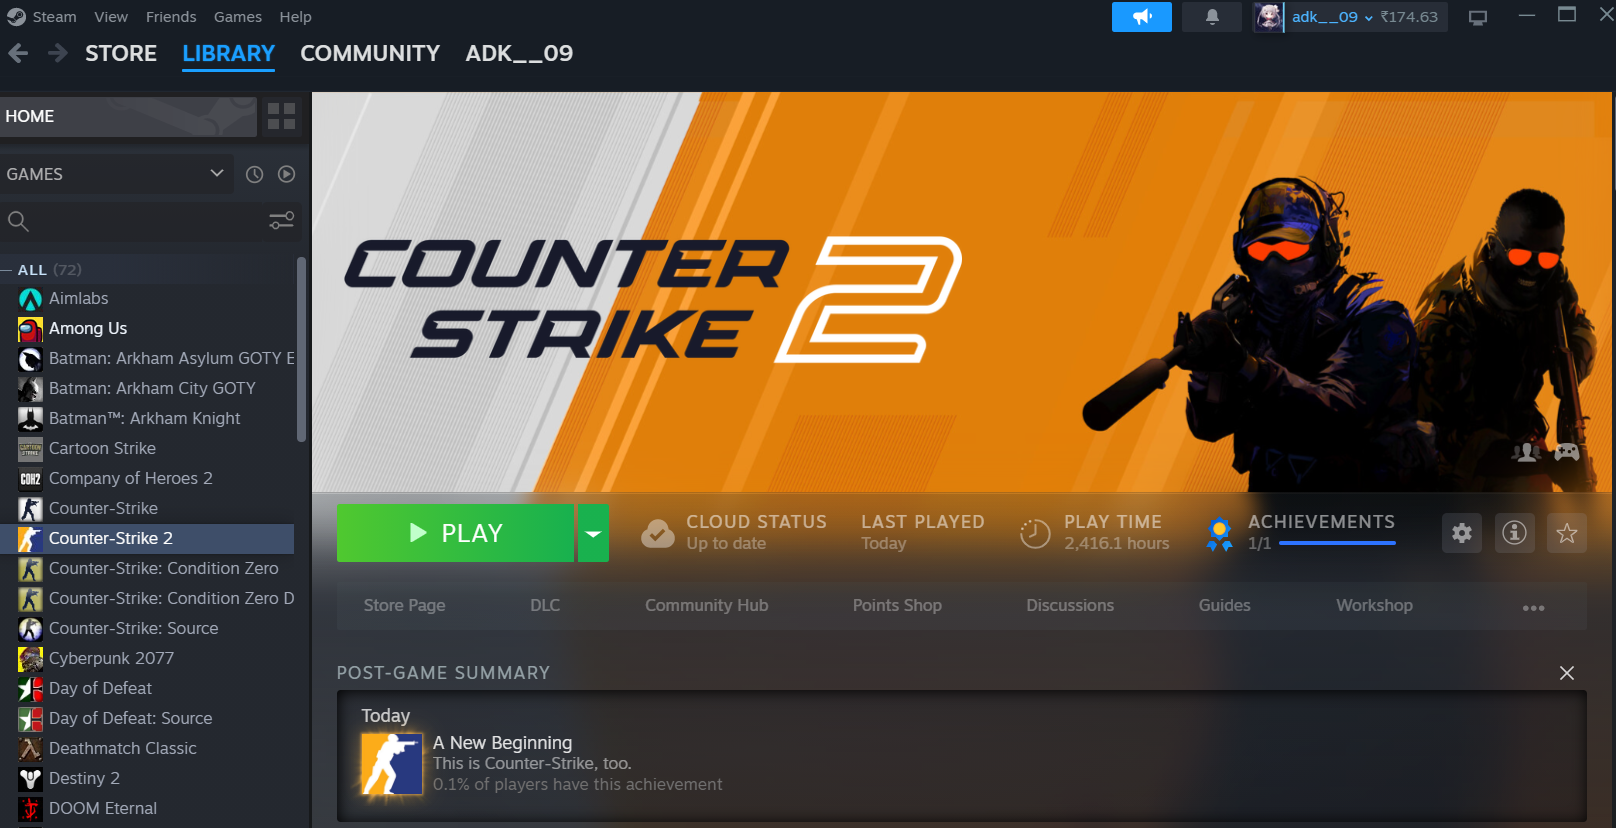 Steam View Friends Games Help
adk__09 ₹174.63
STORE LIBRARY COMMUNITY ADK__09
HOME
GAMES
ALL (72)
Aimlabs
Among Us
Batman: Arkham Asylum GOTY E
Batman: Arkham City GOTY
Batman™: Arkham Knight
Cartoon Strike
Company of Heroes 2
Counter-Strike
Counter-Strike 2
Counter-Strike: Condition Zero
Counter-Strike: Condition Zero D
Counter-Strike: Source
Cyberpunk 2077
Day of Defeat
Day of Defeat: Source
Deathmatch Classic
Destiny 2
DOOM Eternal
COUNTER
STRIKE 2
PLAY
CLOUD STATUS
Up to date
LAST PLAYED
Today
PLAY TIME
2,416.1 hours
ACHIEVEMENTS
1/1
Store Page DLC Community Hub Points Shop Discussions Guides Workshop
POST-GAME SUMMARY
Today
A New Beginning
This is Counter-Strike, too.
0.1% of players have this achievement
CARTOON
STRIKE
COH2